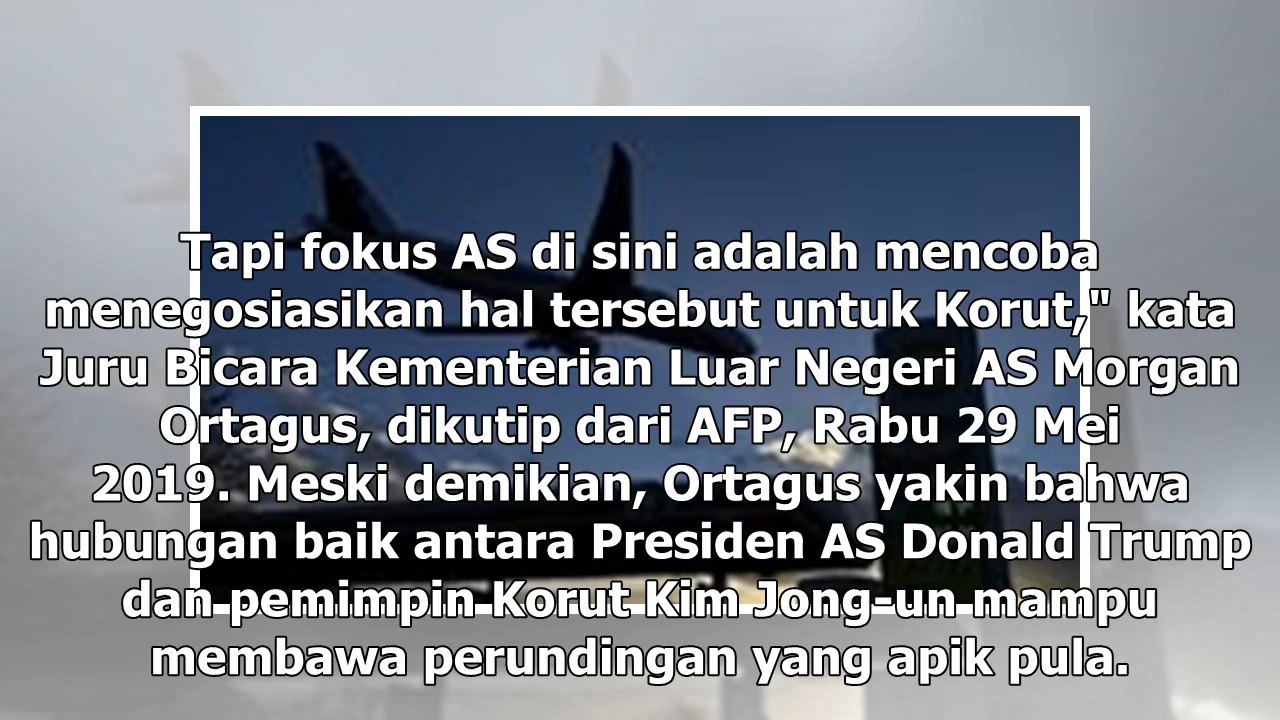 Tapi fokus AS di sini adalah mencoba
menegosiasikan hal tersebut untuk Korut," kata
Juru Bicara Kementerian Luar Negeri AS Morgan
Ortagus, dikutip dari AFP, Rabu 29 Mei
2019. Meski demikian, Ortagus yakin bahwa
hubungan baik antara Presiden AS Donald Trump
dan pemimpin Korut Kim Jong-un mampu
membawa perundingan yang apik pula.